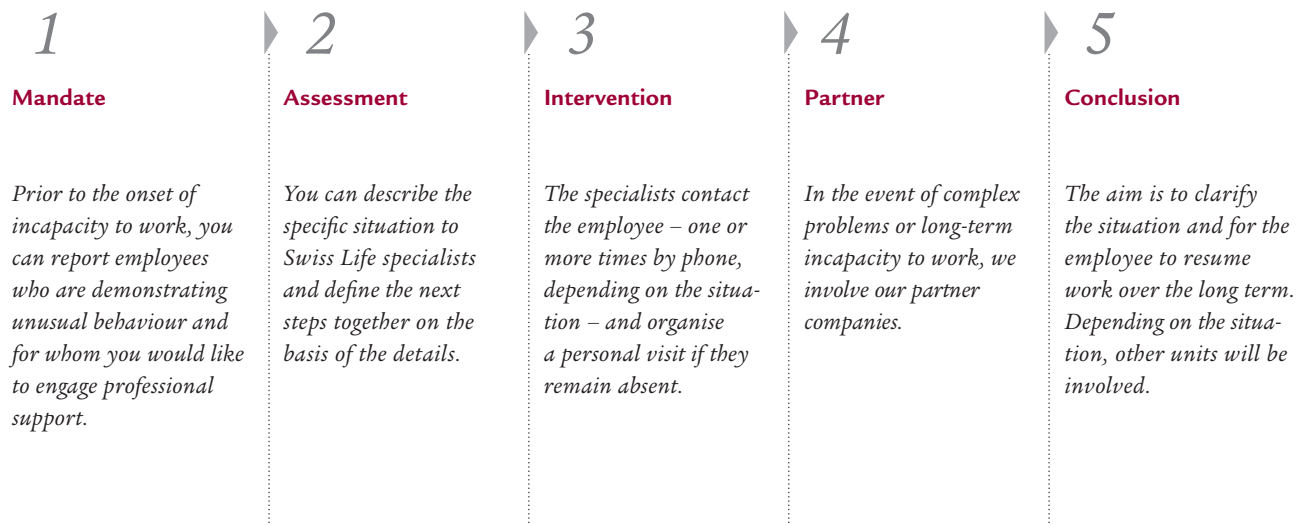 1
Mandate
Prior to the onset of
incapacity to work, you
can report employees
who are demonstrating
unusual behaviour and
for whom you would like
to engage professional
support.
2
Assessment
You can describe the
specific situation to
Swiss Life specialists
and define the next
steps together on the
basis of the details.
3
Intervention
The specialists contact
the employee – one or
more times by phone,
depending on the situa-
tion – and organise
a personal visit if they
remain absent.
4
Partner
In the event of complex
problems or long-term
incapacity to work, we
involve our partner
companies.
5
Conclusion
The aim is to clarify
the situation and for the
employee to resume
work over the long term.
Depending on the situa-
tion, other units will be
involved.